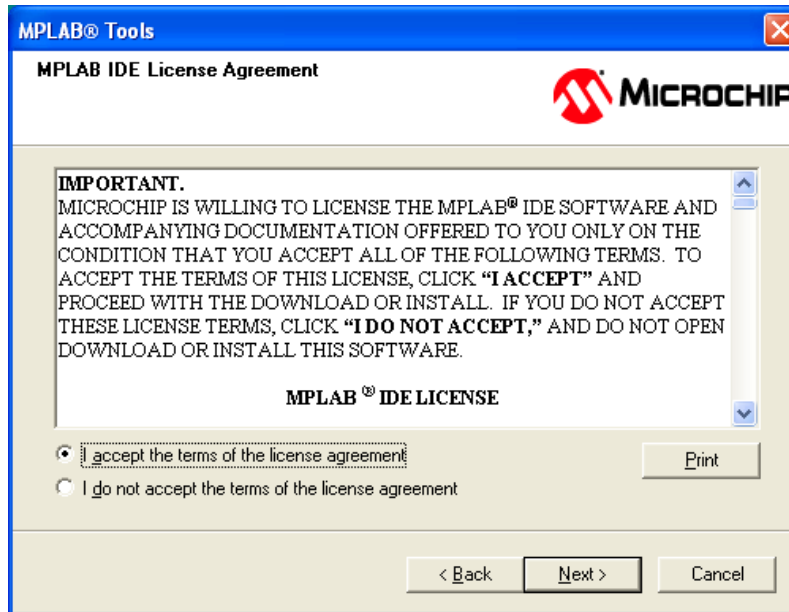 MPLAB® Tools
MPLAB IDE License Agreement
MICROCHIP
IMPORTANT.
MICROCHIP IS WILLING TO LICENSE THE MPLAB® IDE SOFTWARE AND
ACCOMPANYING DOCUMENTATION OFFERED TO YOU ONLY ON THE
CONDITION THAT YOU ACCEPT ALL OF THE FOLLOWING TERMS. TO
ACCEPT THE TERMS OF THIS LICENSE, CLICK “I ACCEPT” AND
PROCEED WITH THE DOWNLOAD OR INSTALL. IF YOU DO NOT ACCEPT
THESE LICENSE TERMS, CLICK “I DO NOT ACCEPT,” AND DO NOT OPEN
DOWNLOAD OR INSTALL THIS SOFTWARE.
MPLAB ® IDE LICENSE
I accept the terms of the license agreement
Print
I do not accept the terms of the license agreement
< Back Next > Cancel